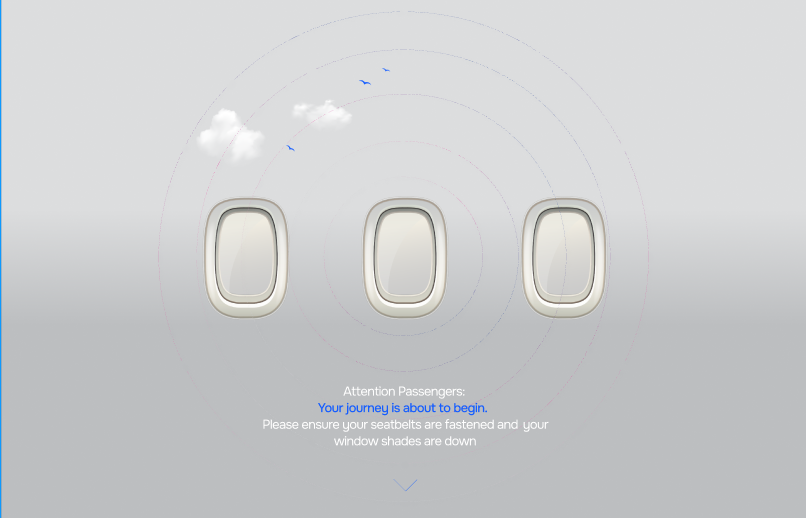 Attention Passengers:
Your journey is about to begin.
Please ensure your seatbelts are fastened and your
window shades are down